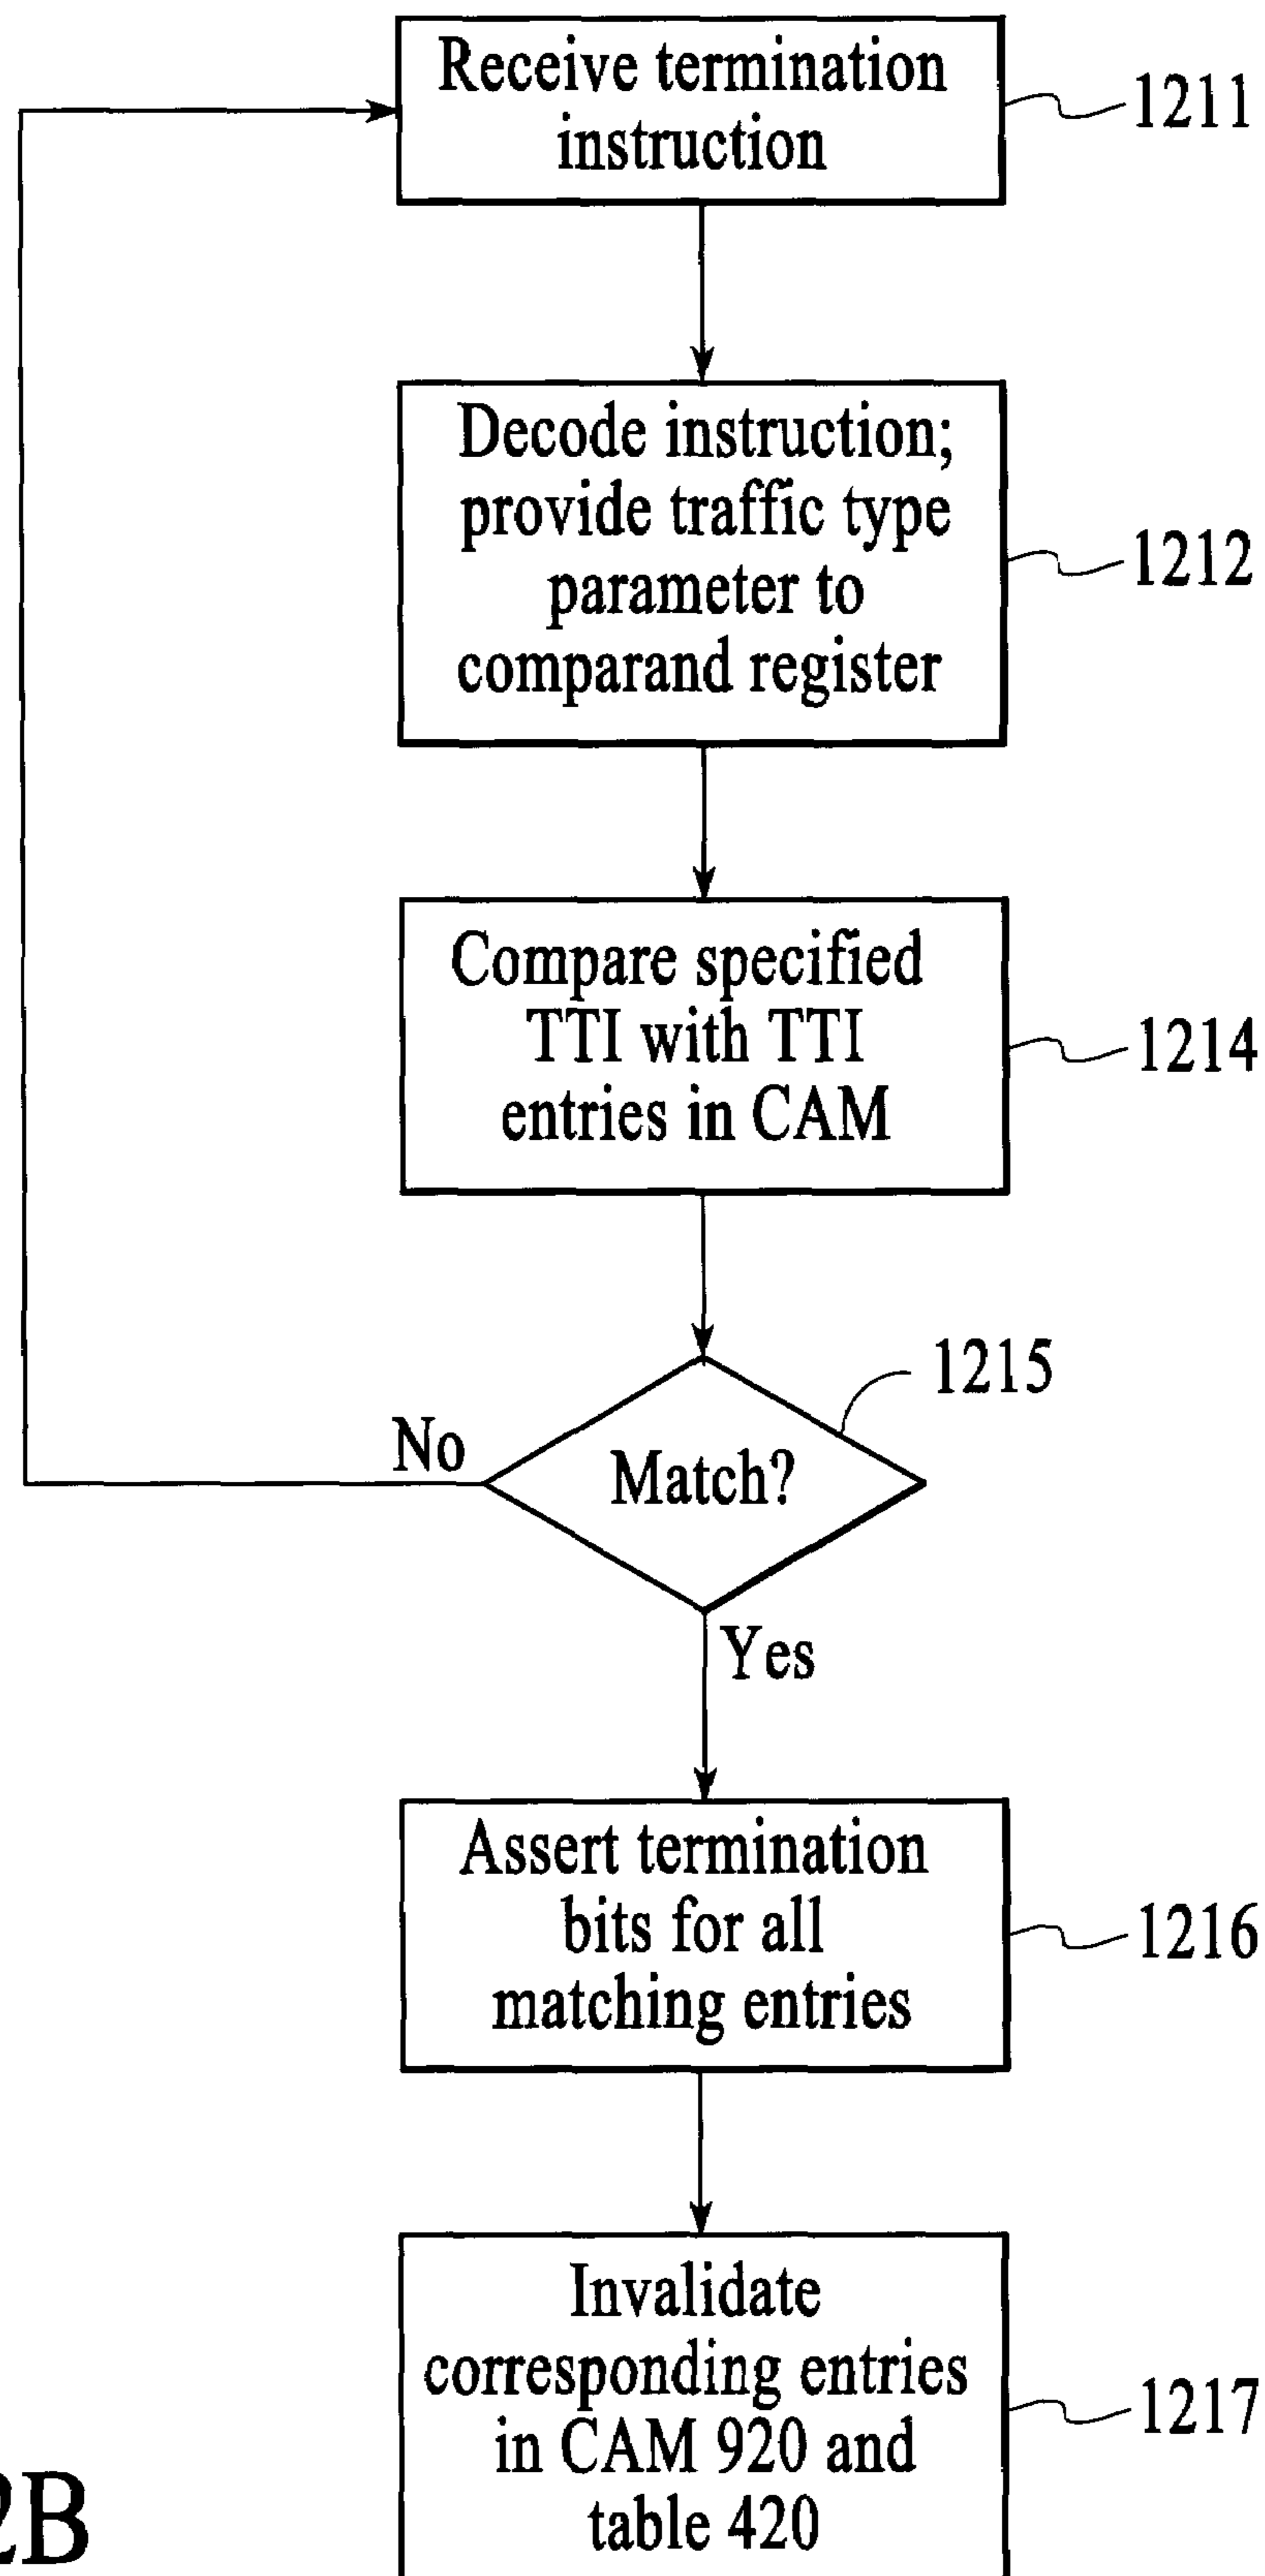 Receive termination
instruction
1211
Decode instruction;
provide traffic type
parameter to
comparand register
1212
Compare specified
TTI with TTI
entries in CAM
1214
1215
Match?
No
Yes
Assert termination
bits for all
matching entries
1216
Invalidate
corresponding entries
in CAM 920 and
table 420
1217
2B